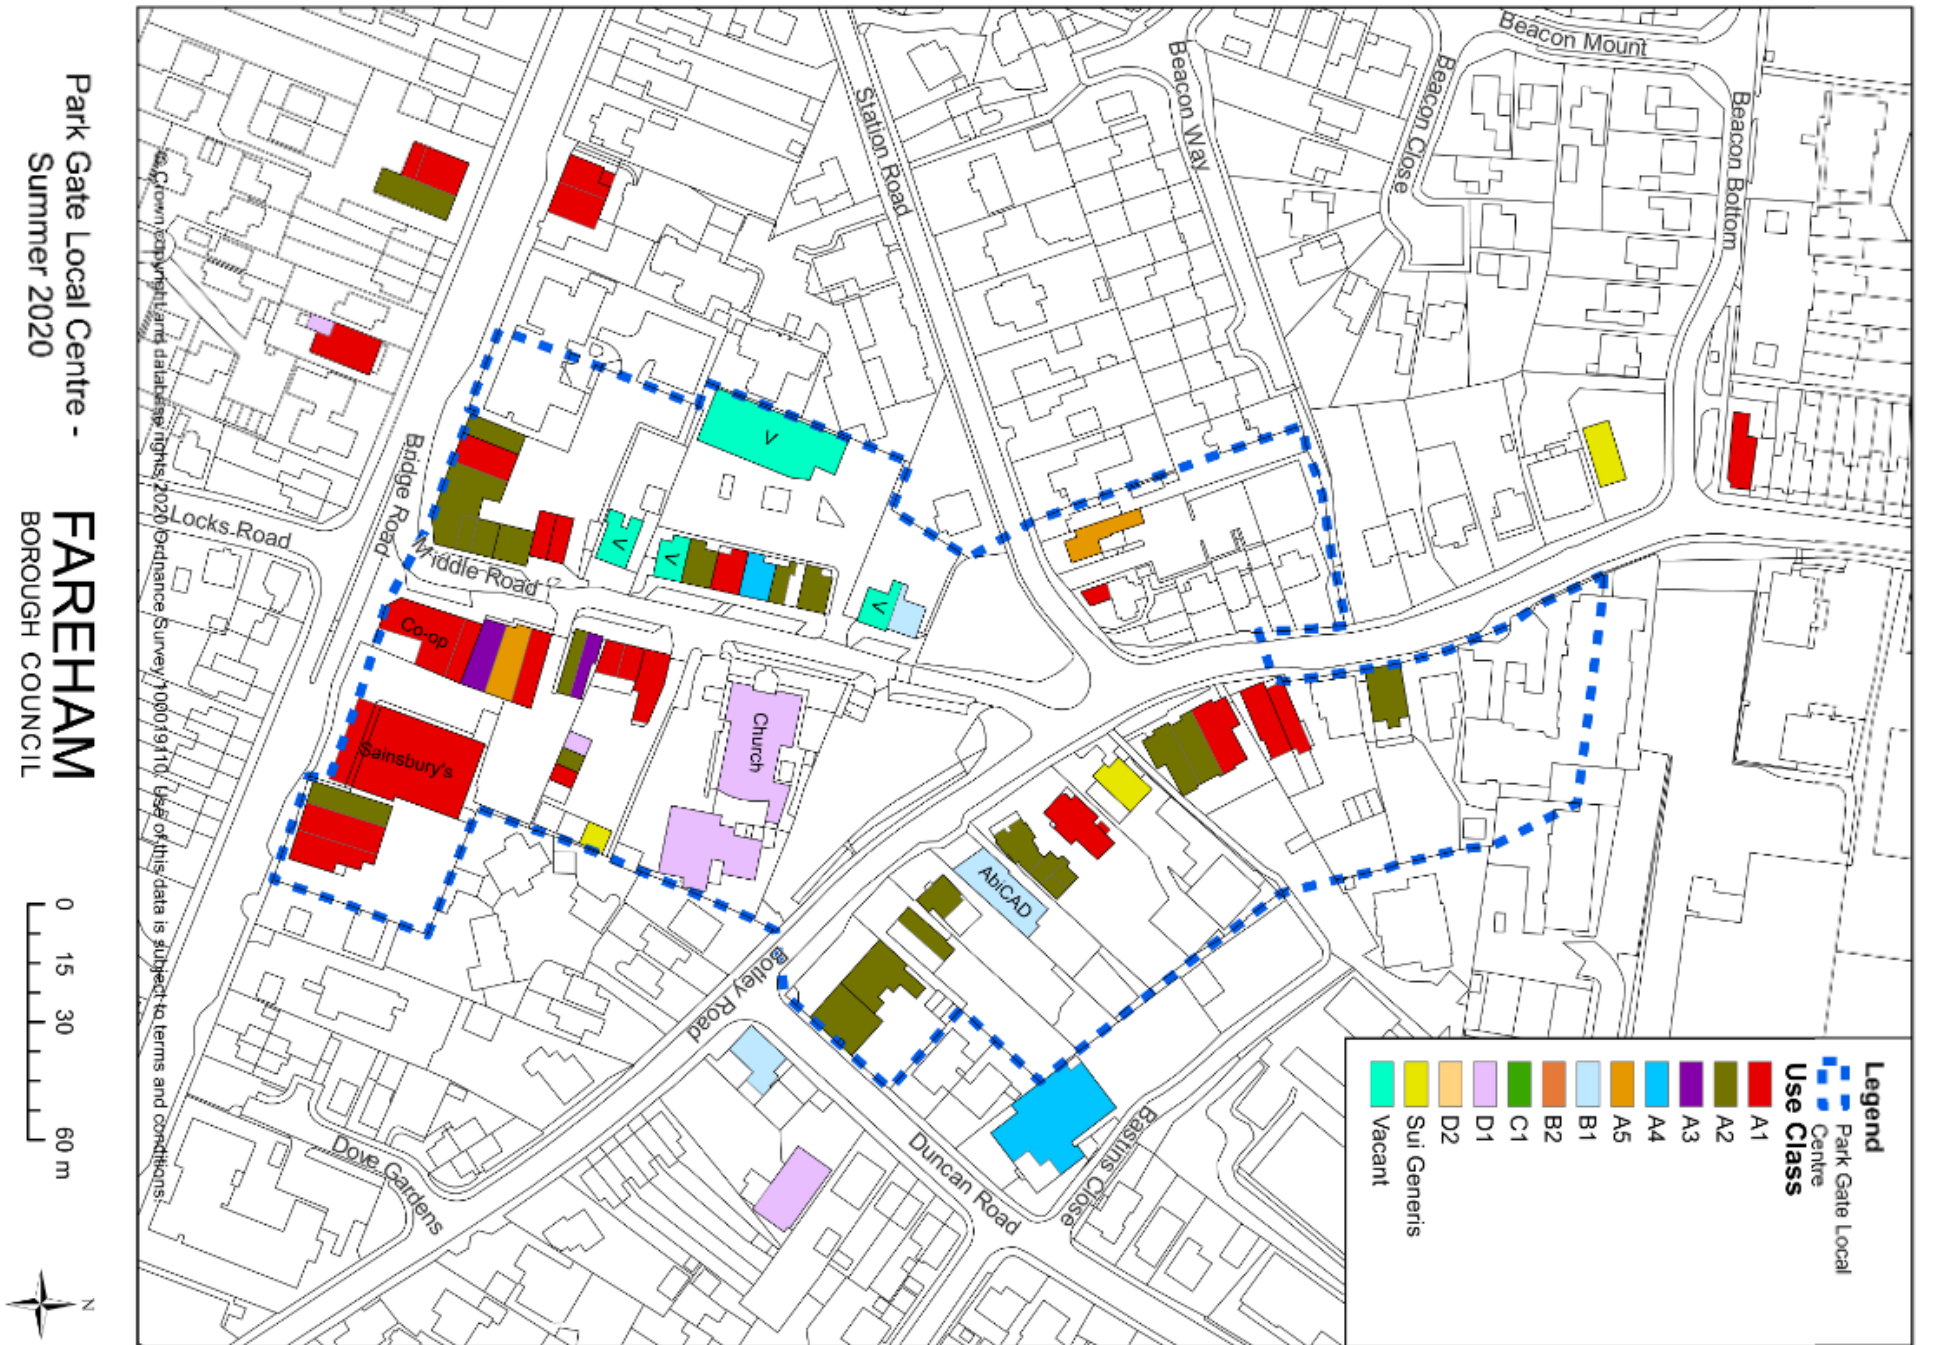 Park Gate Local Centre -
Summer 2020
FAREHAM
BOROUGH COUNCIL
0 15 30 60 m
N
© Crown copyright and database rights 2020 Ordnance Survey 100019110. Use of this data is subject to terms and conditions.
Legend
Park Gate Local
Centre
Use Class
A1
A2
A3
A4
A5
B1
B2
C1
D1
D2
Sui Generis
Vacant
Beacon Mount
Beacon Close
Beacon Bottom
Beacon Way
Station Road
Bridge Road
Locks Road
Middle Road
Botley Road
Duncan Road
Bastins Close
Dove Gardens
Co-op
Sainsbury's
Church
AbiCAD
V
V
V
V